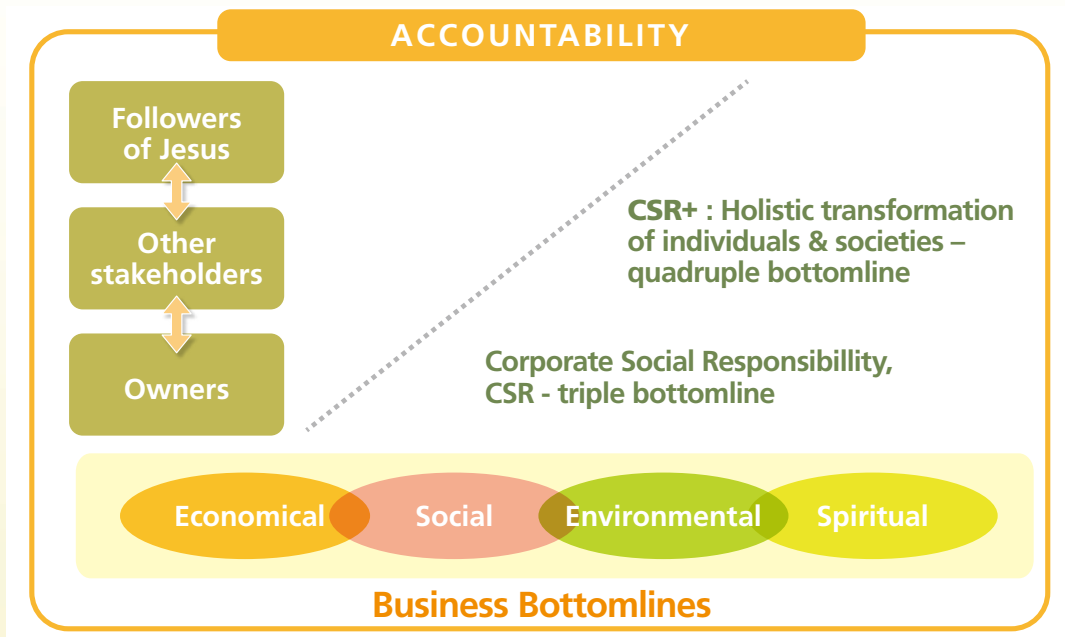 ACCOUNTABILITY
Followers
of Jesus
Other
stakeholders
Owners
CSR+ : Holistic transformation
of individuals & societies –
quadruple bottomline
Corporate Social Responsibillity,
CSR - triple bottomline
Economical
Social
Environmental
Spiritual
Business Bottomlines